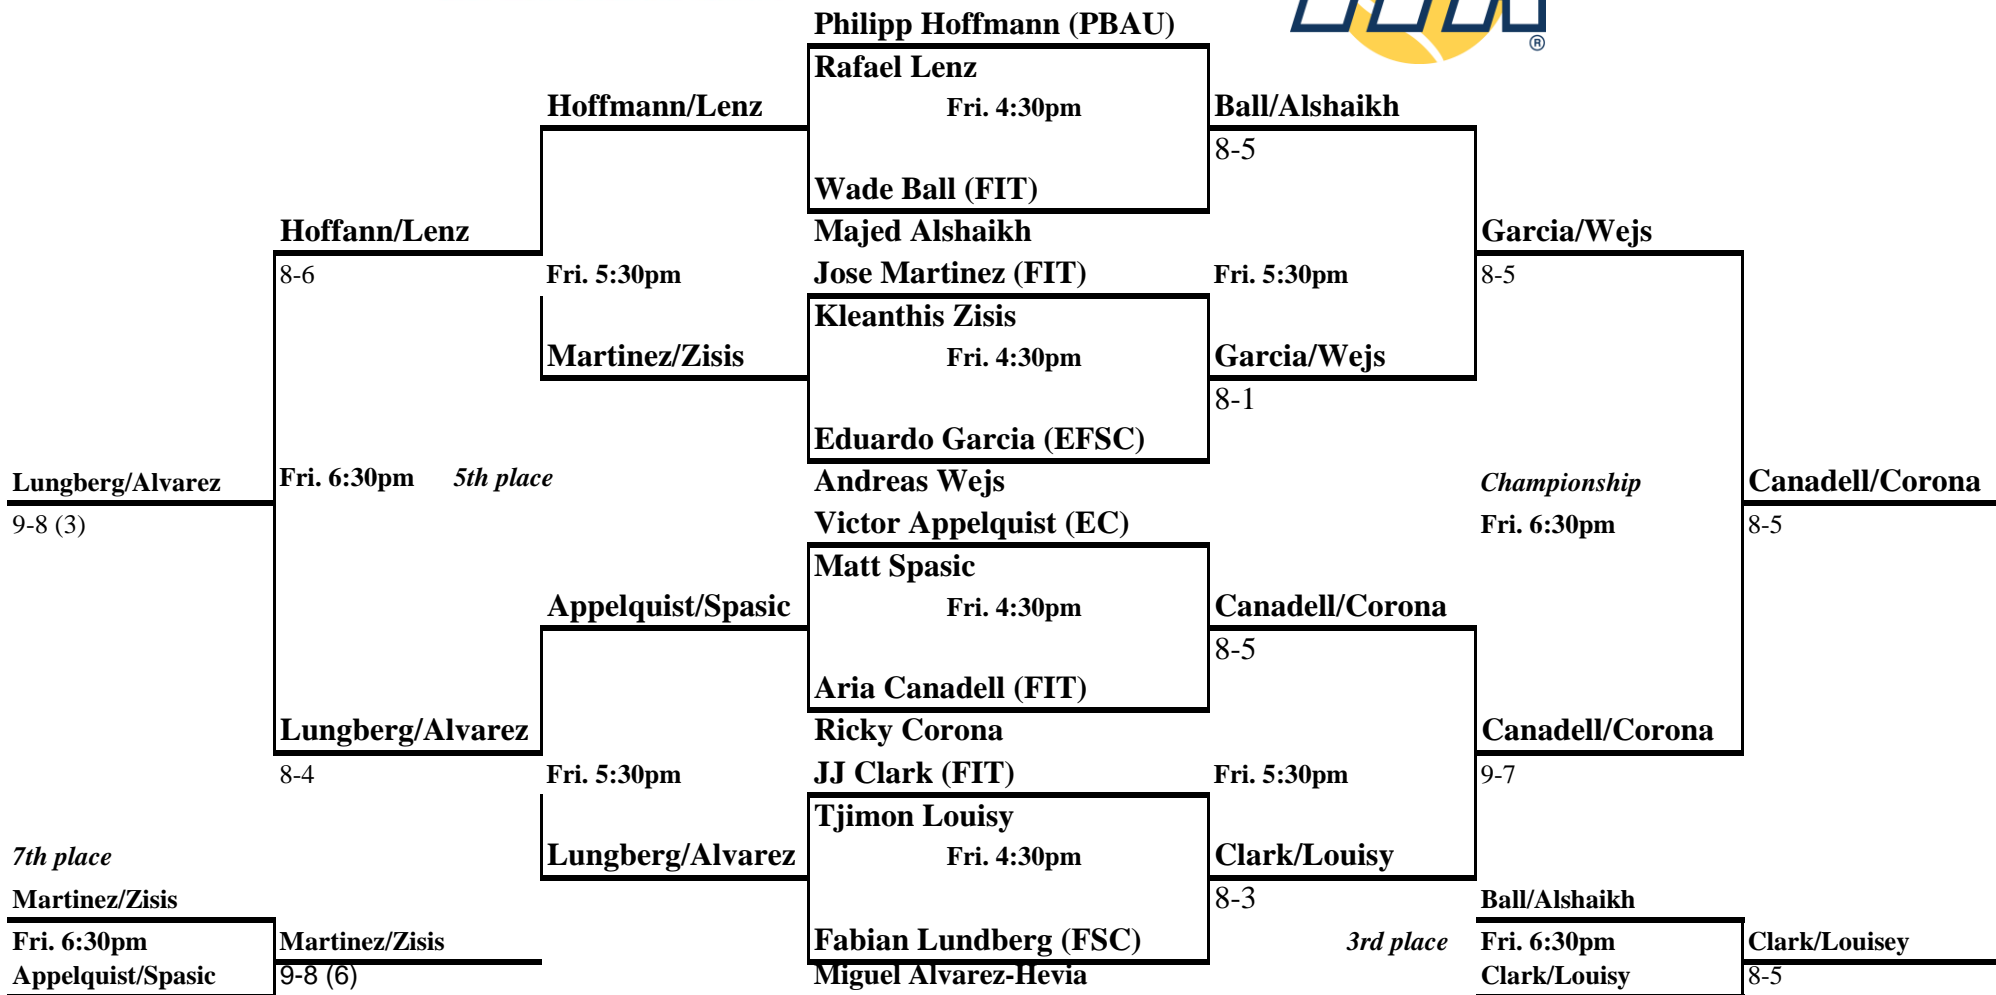 Philipp Hoffmann (PBAU)
®
Rafael Lenz
Hoffmann/Lenz
Fri. 4:30pm
Ball/Alshaikh
8-5
Wade Ball (FIT)
Hoffann/Lenz
Majed Alshaikh
Garcia/Wejs
8-6
Fri. 5:30pm
Jose Martinez (FIT)
Fri. 5:30pm
8-5
Kleanthis Zisis
Martinez/Zisis
Fri. 4:30pm
Garcia/Wejs
8-1
Eduardo Garcia (EFSC)
Lungberg/Alvarez
Fri. 6:30pm
5th place
Andreas Wejs
Championship
Canadell/Corona
9-8 (3)
Victor Appelquist (EC)
Fri. 6:30pm
8-5
Matt Spasic
Appelquist/Spasic
Fri. 4:30pm
Canadell/Corona
8-5
Aria Canadell (FIT)
Lungberg/Alvarez
Ricky Corona
Canadell/Corona
8-4
Fri. 5:30pm
JJ Clark (FIT)
Fri. 5:30pm
9-7
Tjimon Louisy
7th place
Lungberg/Alvarez
Fri. 4:30pm
Clark/Louisy
Martinez/Zisis
8-3
Ball/Alshaikh
Fri. 6:30pm
Martinez/Zisis
Fabian Lundberg (FSC)
3rd place
Fri. 6:30pm
Clark/Louisey
Appelquist/Spasic
9-8 (6)
Miguel Alvarez-Hevia
Clark/Louisy
8-5